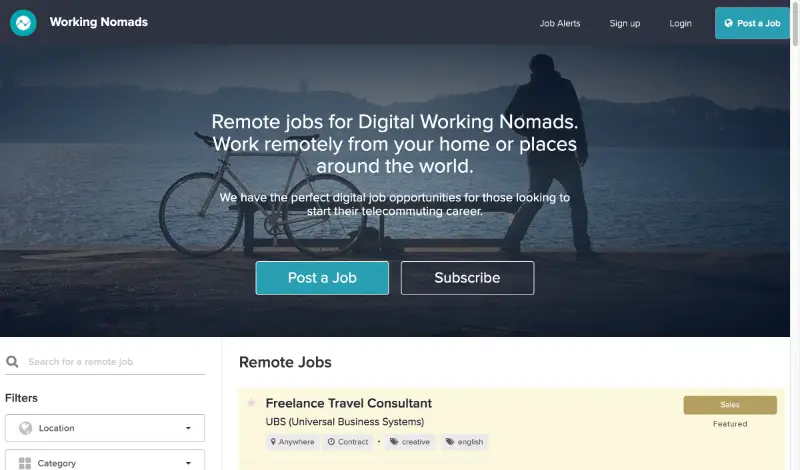 Working Nomads
Job Alerts
Sign up
Login
Post a Job
Remote jobs for Digital Working Nomads.
Work remotely from your home or places
around the world.
We have the perfect digital job opportunities for those looking to
start their telecommuting career.
Post a Job
Subscribe
Search for a remote job
Filters
Location
Category
Remote Jobs
Freelance Travel Consultant
UBS (Universal Business Systems)
Anywhere
Contract
•
creative
english
Sales
Featured